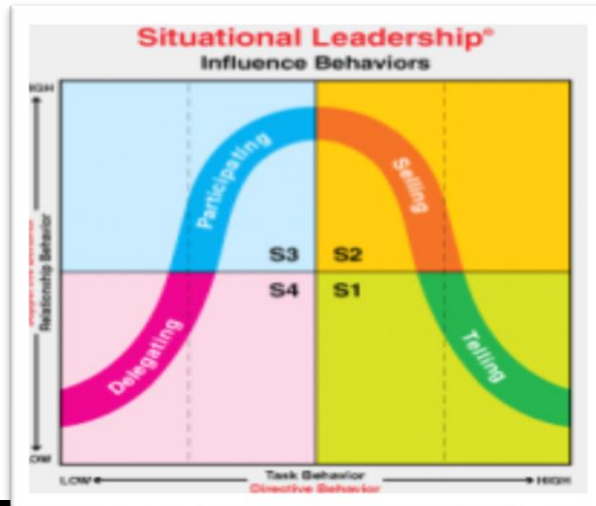 Situational Leadership®
Influence Behaviors
HIGH
Participating
Selling
S3
S2
Relationship Behavior
S4
S1
Delegating
Telling
LOW
Task Behavior
HIGH
Directive Behavior